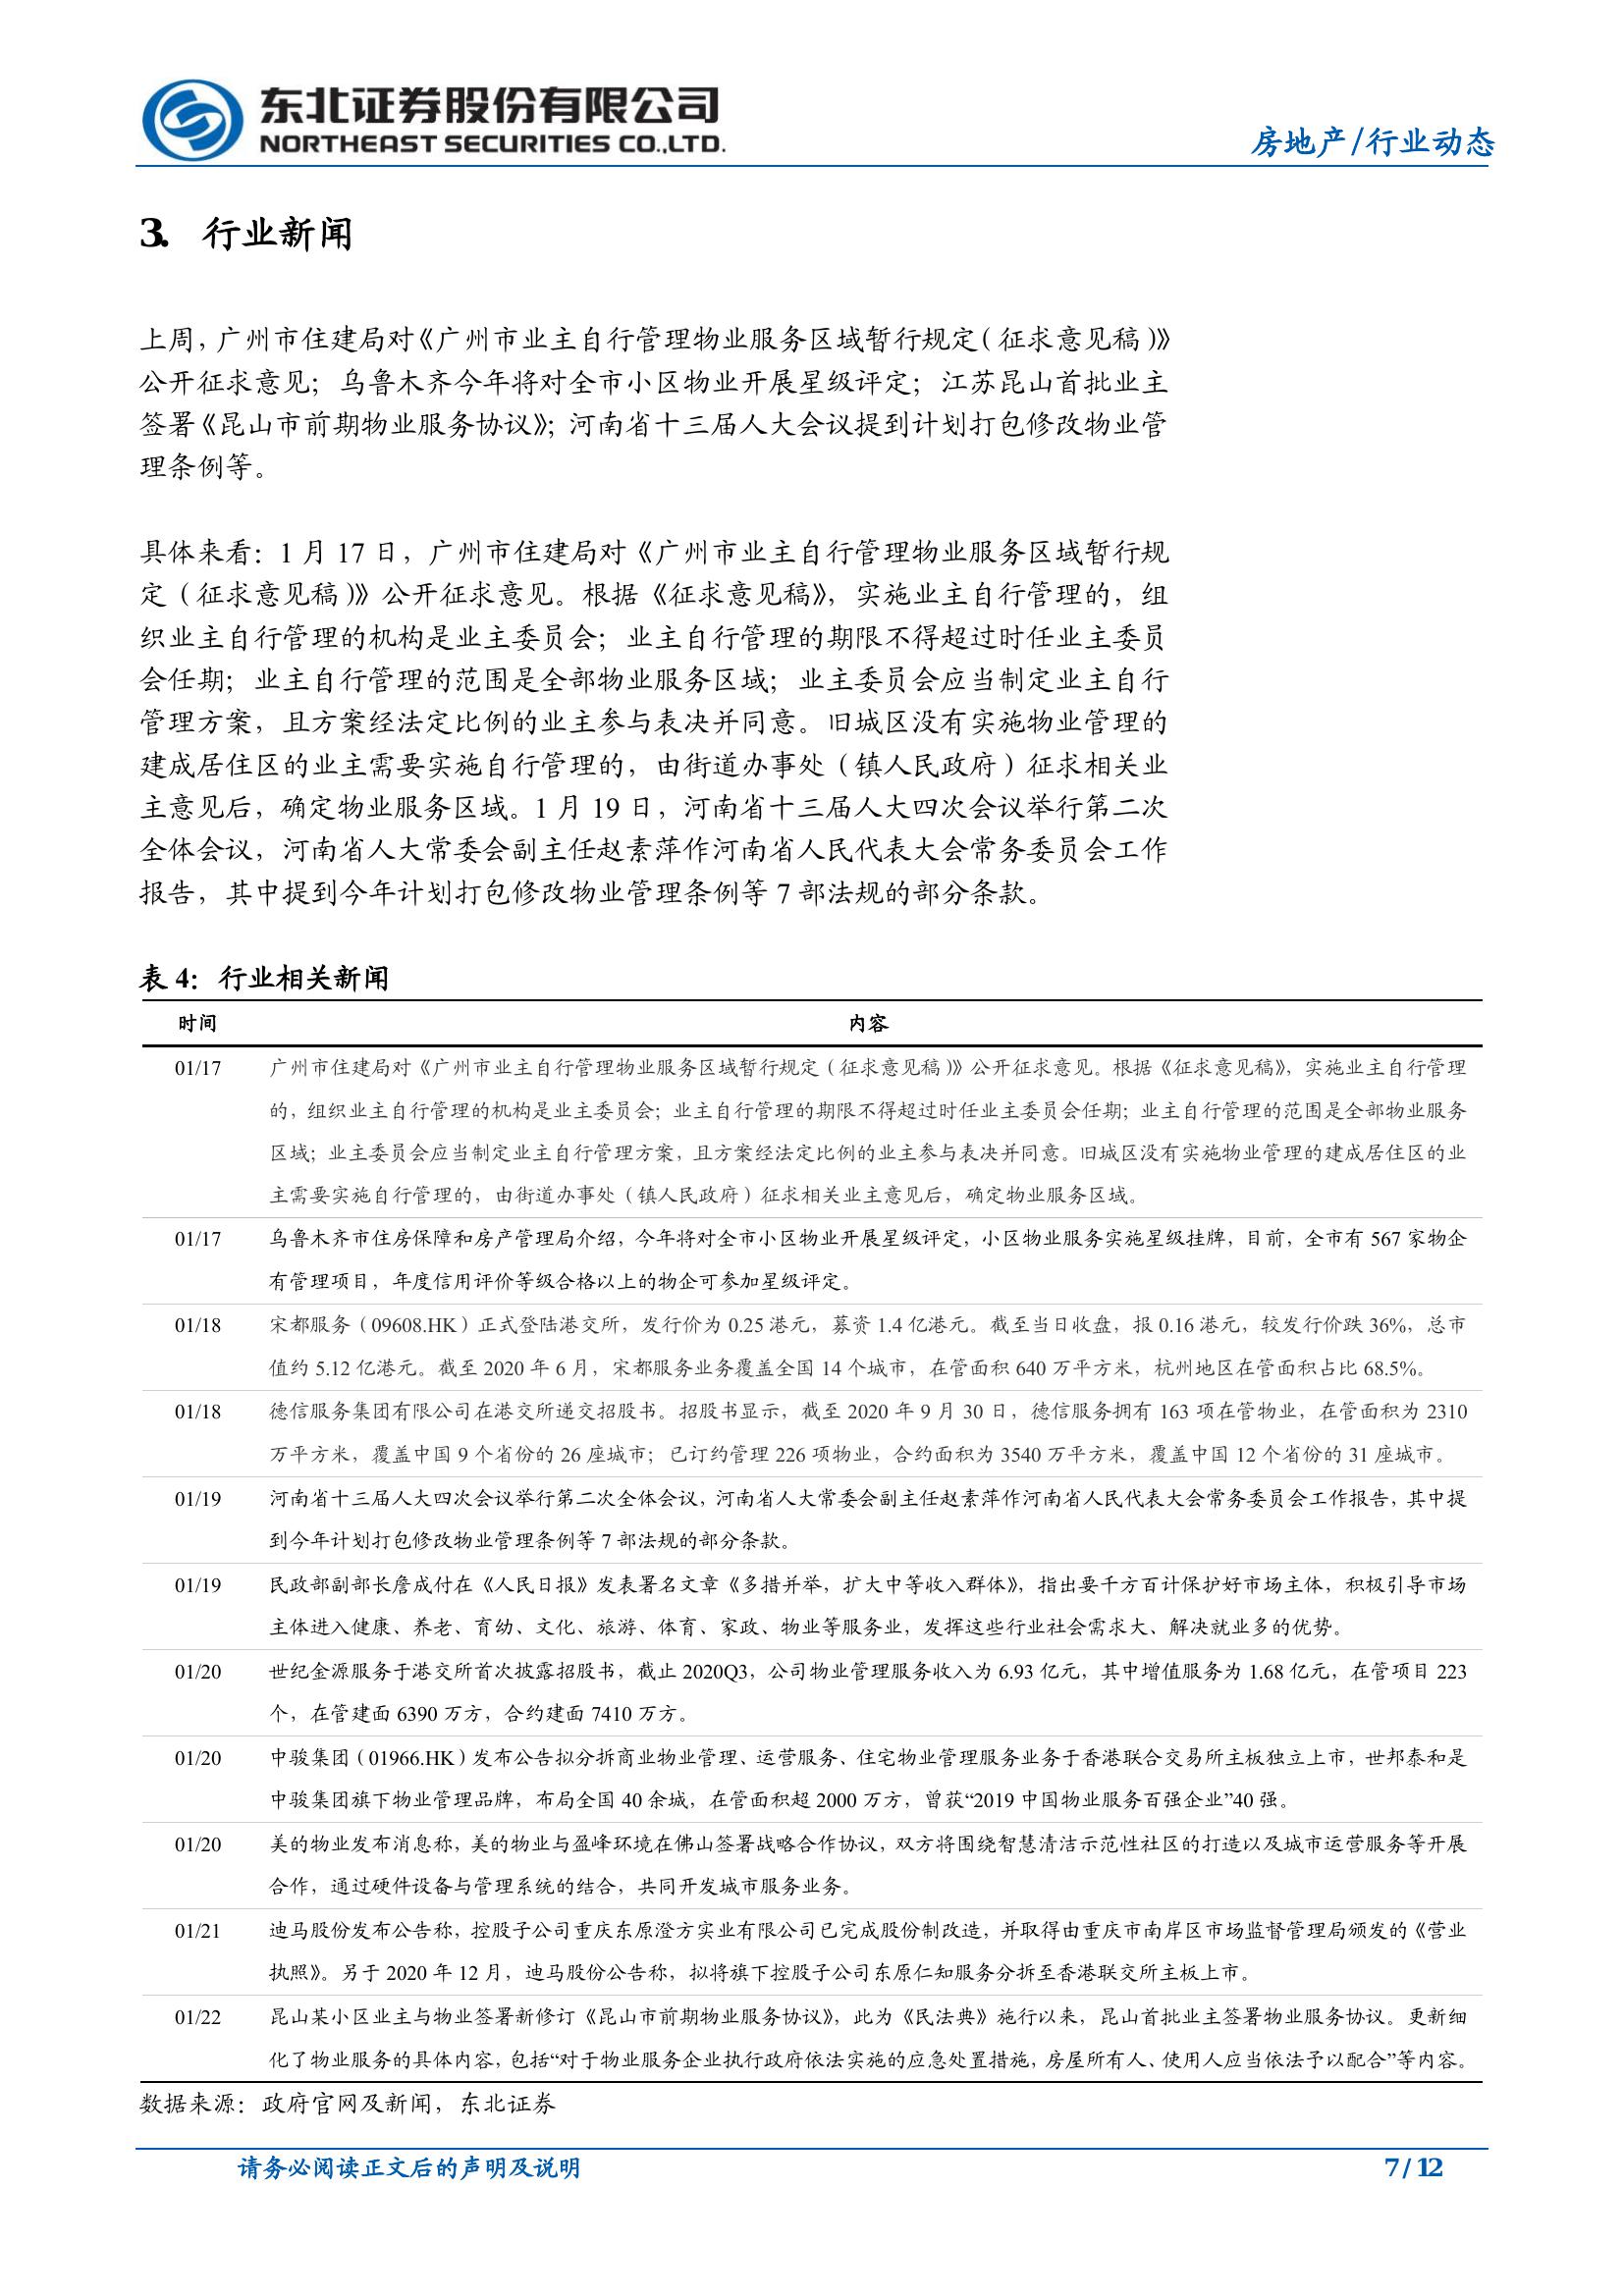 东北证券股份有限公司
NORTHEAST SECURITIES CO.,LTD.
房地产/行业动态
3. 行业新闻
上周，广州市住建局对《广州市业主自行管理物业服务区域暂行规定（征求意见稿）》
公开征求意见；乌鲁木齐今年将对全市小区物业开展星级评定；江苏昆山首批业主
签署《昆山市前期物业服务协议》；河南省十三届人大会议提到计划打包修改物业管
理条例等。
具体来看：1 月 17 日，广州市住建局对《广州市业主自行管理物业服务区域暂行规
定（征求意见稿）》公开征求意见。根据《征求意见稿》，实施业主自行管理的，组
织业主自行管理的机构是业主委员会；业主自行管理的期限不得超过时任业主委员
会任期；业主自行管理的范围是全部物业服务区域；业主委员会应当制定业主自行
管理方案，且方案经法定比例的业主参与表决并同意。旧城区没有实施物业管理的
建成居住区的业主需要实施自行管理的，由街道办事处（镇人民政府）征求相关业
主意见后，确定物业服务区域。1 月 19 日，河南省十三届人大四次会议举行第二次
全体会议，河南省人大常委会副主任赵素萍作河南省人民代表大会常务委员会工作
报告，其中提到今年计划打包修改物业管理条例等 7 部法规的部分条款。
表 4：行业相关新闻
时间 内容
01/17 广州市住建局对《广州市业主自行管理物业服务区域暂行规定（征求意见稿）》公开征求意见。根据《征求意见稿》，实施业主自行管理
的，组织业主自行管理的机构是业主委员会；业主自行管理的期限不得超过时任业主委员会任期；业主自行管理的范围是全部物业服务
区域；业主委员会应当制定业主自行管理方案，且方案经法定比例的业主参与表决并同意。旧城区没有实施物业管理的建成居住区的业
主需要实施自行管理的，由街道办事处（镇人民政府）征求相关业主意见后，确定物业服务区域。
01/17 乌鲁木齐市住房保障和房产管理局介绍，今年将对全市小区物业开展星级评定，小区物业服务实施星级挂牌，目前，全市有 567 家物企
有管理项目，年度信用评价等级合格以上的物企可参加星级评定。
01/18 宋都服务（09608.HK）正式登陆港交所，发行价为 0.25 港元，募资 1.4 亿港元。截至当日收盘，报 0.16 港元，较发行价跌 36%，总市
值约 5.12 亿港元。截至 2020 年 6 月，宋都服务业务覆盖全国 14 个城市，在管面积 640 万平方米，杭州地区在管面积占比 68.5%。
01/18 德信服务集团有限公司在港交所递交招股书。招股书显示，截至 2020 年 9 月 30 日，德信服务拥有 163 项在管物业，在管面积为 2310
万平方米，覆盖中国 9 个省份的 26 座城市；已订约管理 226 项物业，合约面积为 3540 万平方米，覆盖中国 12 个省份的 31 座城市。
01/19 河南省十三届人大四次会议举行第二次全体会议，河南省人大常委会副主任赵素萍作河南省人民代表大会常务委员会工作报告，其中提
到今年计划打包修改物业管理条例等 7 部法规的部分条款。
01/19 民政部副部长詹成付在《人民日报》发表署名文章《多措并举，扩大中等收入群体》，指出要千方百计保护好市场主体，积极引导市场
主体进入健康、养老、育幼、文化、旅游、体育、家政、物业等服务业，发挥这些行业社会需求大、解决就业多的优势。
01/20 世纪金源服务于港交所首次披露招股书，截止 2020Q3，公司物业管理服务收入为 6.93 亿元，其中增值服务为 1.68 亿元，在管项目 223
个，在管建面 6390 万方，合约建面 7410 万方。
01/20 中骏集团（01966.HK）发布公告拟分拆商业物业管理、运营服务、住宅物业管理服务业务于香港联合交易所主板独立上市，世邦泰和是
中骏集团旗下物业管理品牌，布局全国 40 余城，在管面积超 2000 万方，曾获“2019 中国物业服务百强企业”40 强。
01/20 美的物业发布消息称，美的物业与盈峰环境在佛山签署战略合作协议，双方将围绕智慧清洁示范性社区的打造以及城市运营服务等开展
合作，通过硬件设备与管理系统的结合，共同开发城市服务业务。
01/21 迪马股份发布公告称，控股子公司重庆东原澄方实业有限公司已完成股份制改造，并取得由重庆市南岸区市场监督管理局颁发的《营业
执照》。另于 2020 年 12 月，迪马股份公告称，拟将旗下控股子公司东原仁知服务分拆至香港联交所主板上市。
01/22 昆山某小区业主与物业签署新修订《昆山市前期物业服务协议》，此为《民法典》施行以来，昆山首批业主签署物业服务协议。更新细
化了物业服务的具体内容，包括“对于物业服务企业执行政府依法实施的应急处置措施，房屋所有人、使用人应当依法予以配合”等内容。
数据来源：政府官网及新闻，东北证券
请务必阅读正文后的声明及说明
7 / 12